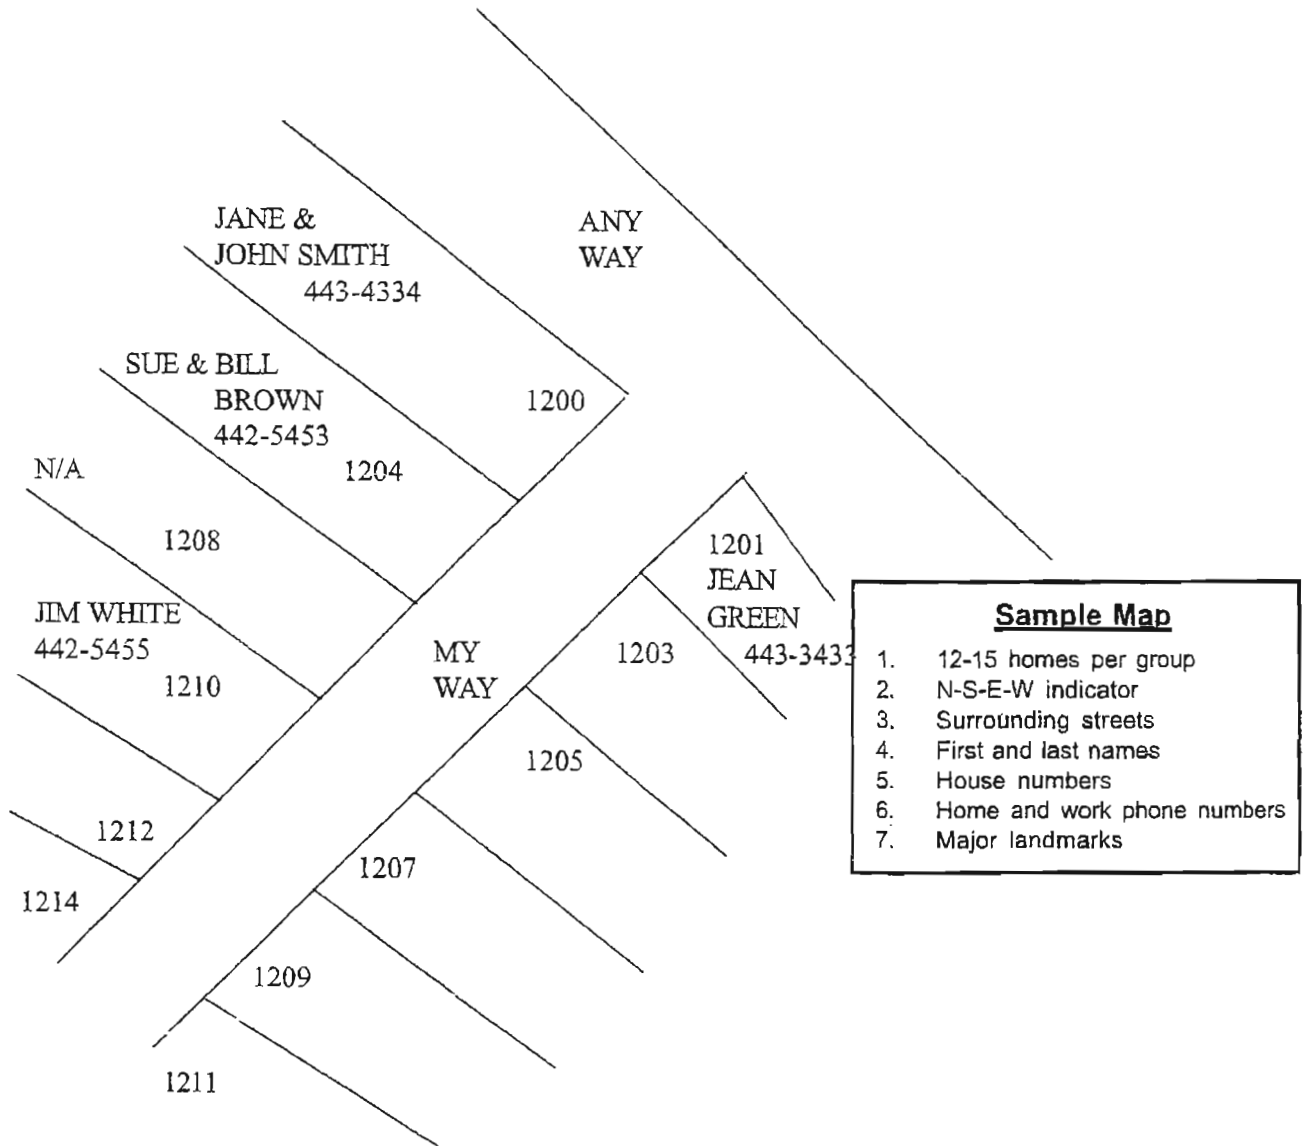 JANE &
JOHN SMITH
443-4334
ANY
WAY
SUE & BILL
BROWN
442-5453
1200
1204
N/A
1208
JIM WHITE
442-5455
1210
1212
1214
MY
WAY
1201
JEAN
GREEN
443-3433
1203
1205
1207
1209
1211
Sample Map
1. 12-15 homes per group
2. N-S-E-W indicator
3. Surrounding streets
4. First and last names
5. House numbers
6. Home and work phone numbers
7. Major landmarks